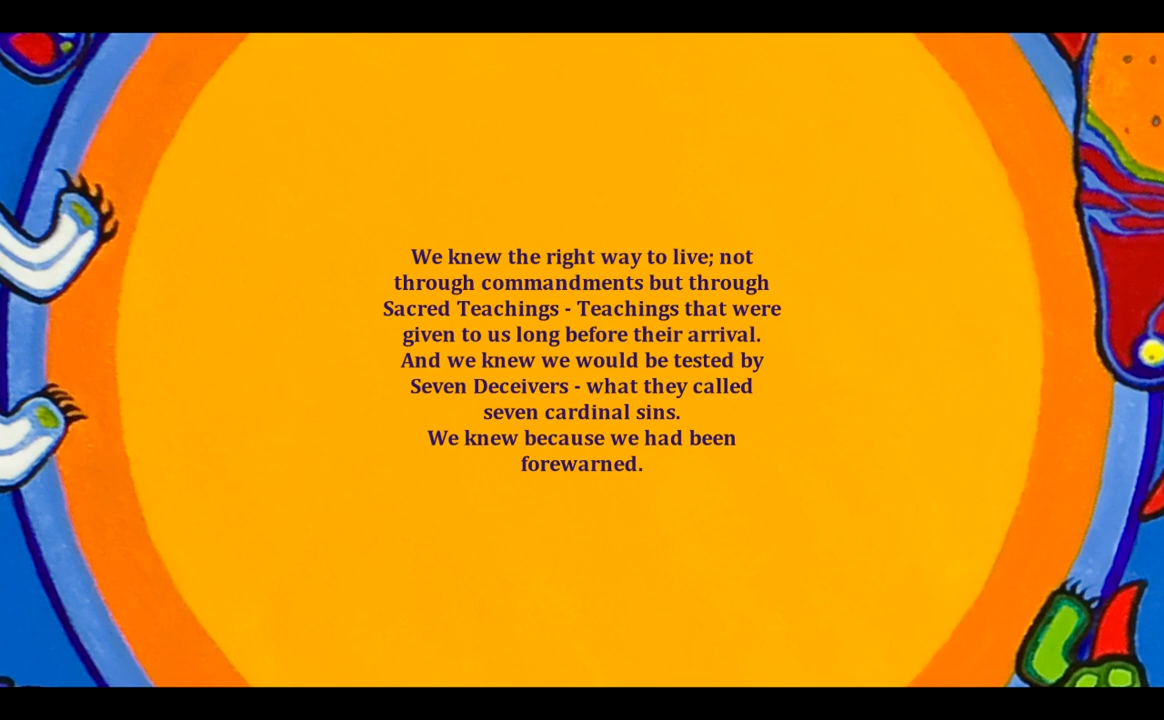 We knew the right way to live; not
through commandments but through
Sacred Teachings - Teachings that were
given to us long before their arrival.
And we knew we would be tested by
Seven Deceivers - what they called
seven cardinal sins.
We knew because we had been
forewarned.